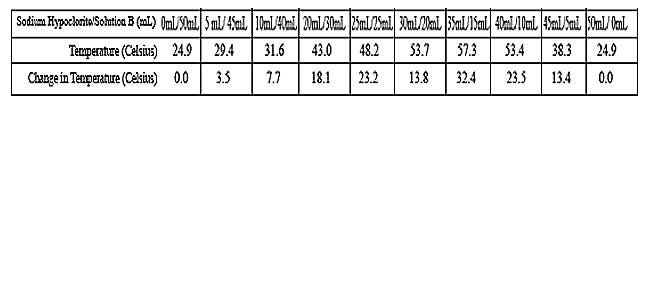 Sodium Hypoclorite/Solution B (mL) 0mL/50mL 5 mL/ 45mL 10mL/40mL 20mL/30mL 25mL/25mL 30mL/20mL 35mL/15mL 40mL/10mL 45mL/5mL 50mL/ 0mL
Temperature (Celsius) 24.9 29.4 31.6 43.0 48.2 53.7 57.3 53.4 38.3 24.9
Change in Temperature (Celsius) 0.0 3.5 7.7 18.1 23.2 13.8 32.4 23.5 13.4 0.0